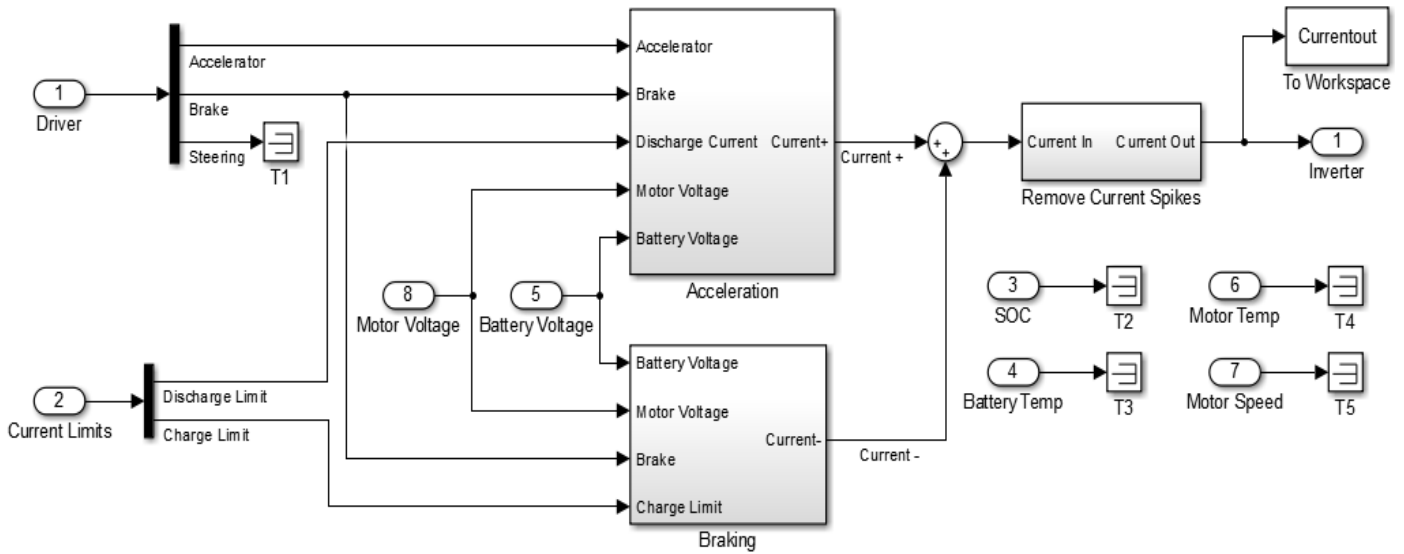 1
Driver
Accelerator
Brake
Steering
T1
Accelerator
Brake
Discharge Current
Motor Voltage
Battery Voltage
Current+
Acceleration
Current +
+
+
Current In
Current Out
Remove Current Spikes
Currentout
To Workspace
1
Inverter
8
Motor Voltage
5
Battery Voltage
2
Current Limits
Discharge Limit
Charge Limit
Battery Voltage
Motor Voltage
Brake
Charge Limit
Current-
Braking
Current -
3
SOC
T2
6
Motor Temp
T4
4
Battery Temp
T3
7
Motor Speed
T5